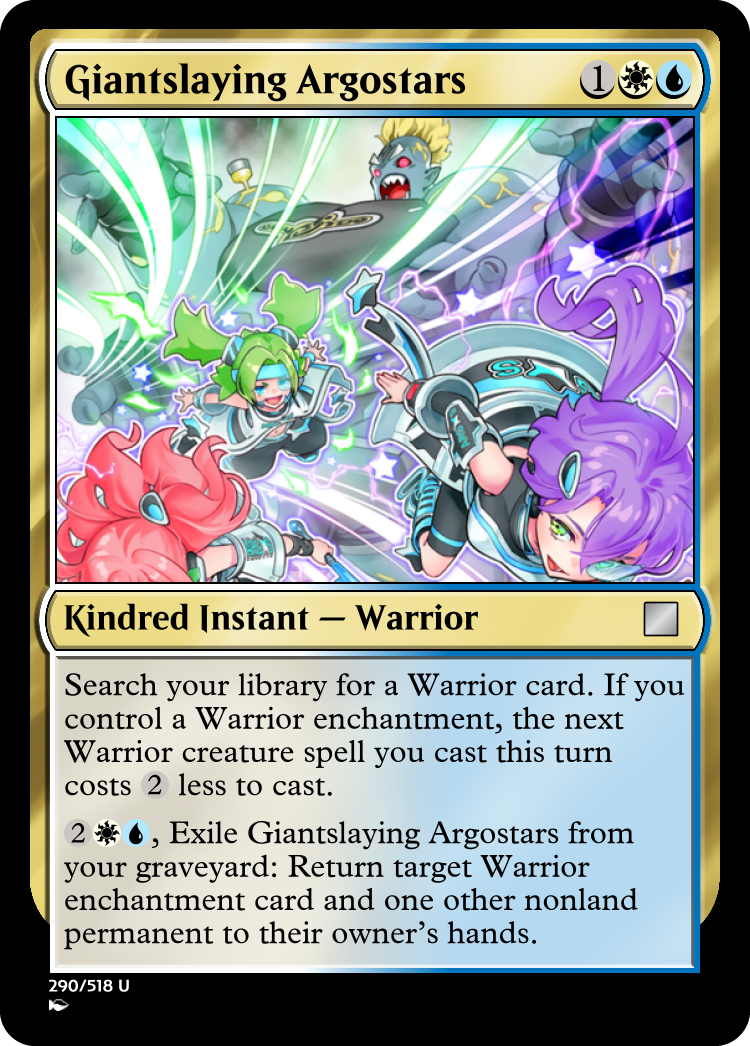 Giantslaying Argostars 1
Kindred Instant — Warrior
Search your library for a Warrior card. If you
control a Warrior enchantment, the next
Warrior creature spell you cast this turn
costs 2 less to cast.
2, Exile Giantslaying Argostars from
your graveyard: Return target Warrior
enchantment card and one other nonland
permanent to their owner’s hands.
290/518 U